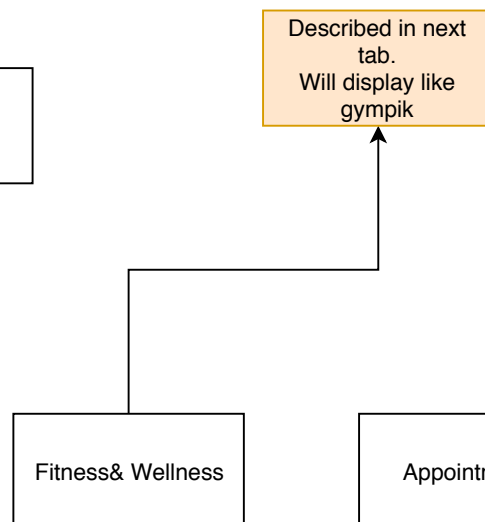 Described in next
tab.
Will display like
gympik
Fitness& Wellness